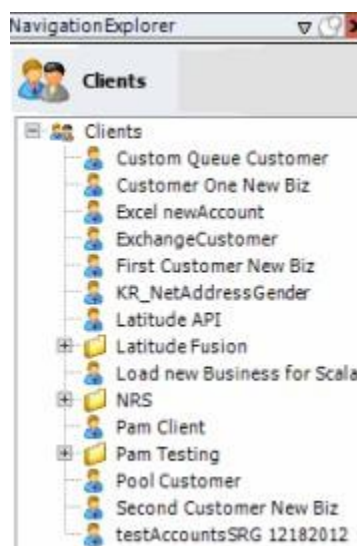 NavigationExplorer
Clients
Clients
Custom Queue Customer
Customer One New Biz
Excel newAccount
ExchangeCustomer
First Customer New Biz
KR_NetAddressGender
Latitude API
Latitude Fusion
Load new Business for Scala
NRS
Pam Client
Pam Testing
Pool Customer
Second Customer New Biz
testAccountsSRG 12182012